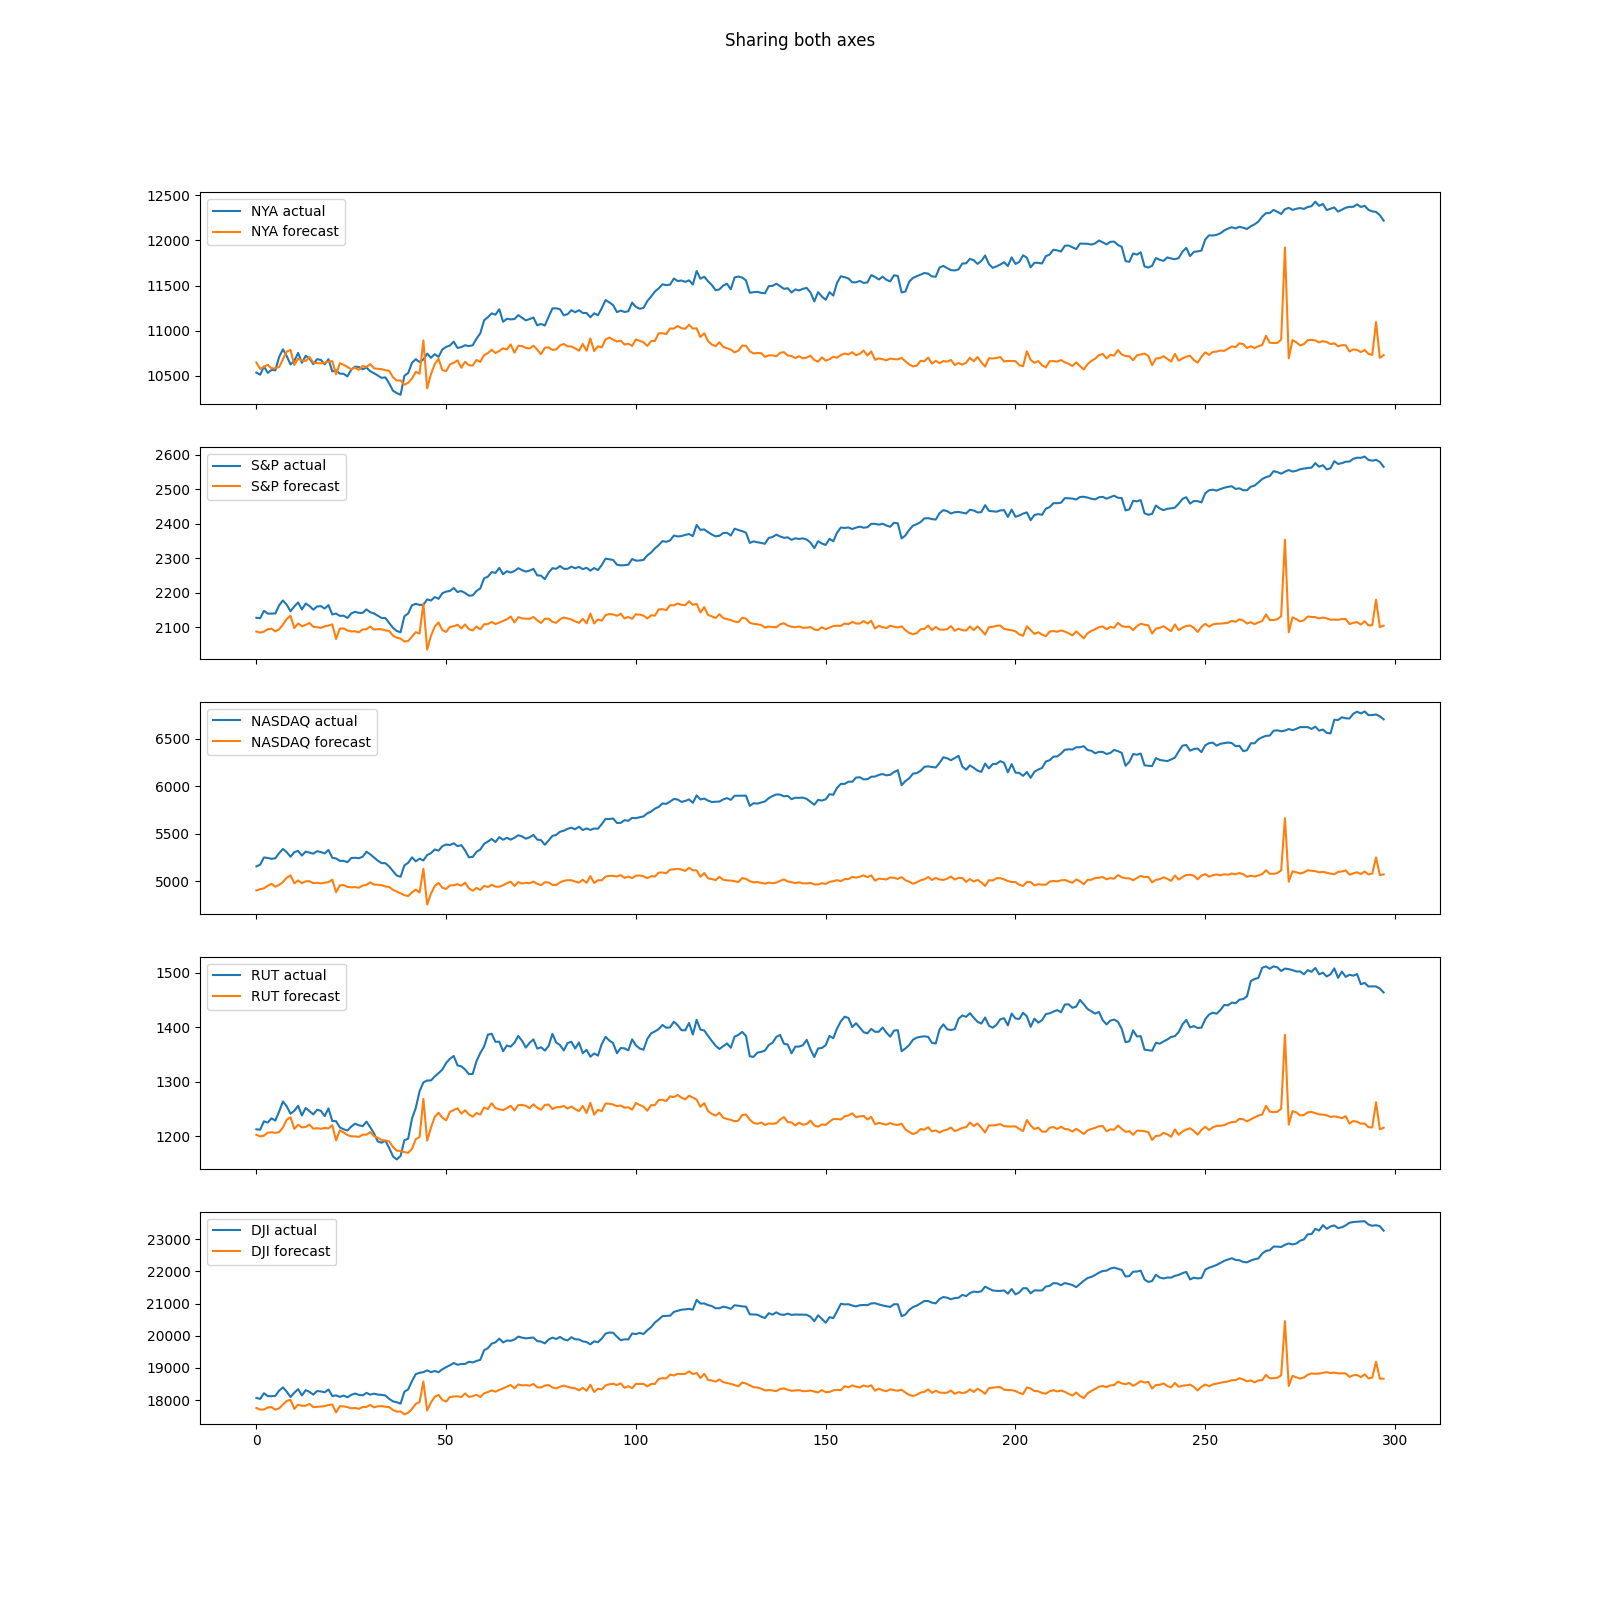 Sharing both axes
12500
12000
11500
11000
10500
NYA actual
NYA forecast
2600
2500
2400
2300
2200
2100
S&P actual
S&P forecast
6500
6000
5500
5000
NASDAQ actual
NASDAQ forecast
1500
1400
1300
1200
RUT actual
RUT forecast
23000
22000
21000
20000
19000
18000
DJI actual
DJI forecast
0 50 100 150 200 250 300